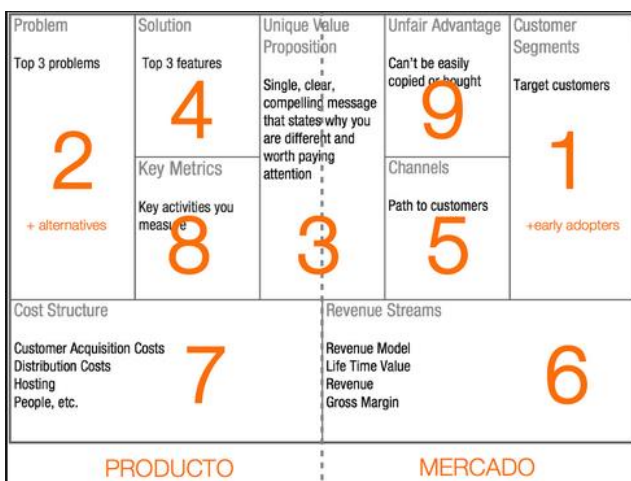 Problem
Top 3 problems
2
+ alternatives
Solution
Top 3 features
4
Key Metrics
Key activities you
measure
8
Unique Value
Proposition
Single, clear,
compelling message
that states why you
are different and
worth paying
attention
3
Unfair Advantage
Can't be easily
copied or bought
9
Channels
Path to customers
5
Customer
Segments
Target customers
1
+early adopters
Cost Structure
Customer Acquisition Costs
Distribution Costs
Hosting
People, etc.
7
Revenue Streams
Revenue Model
Life Time Value
Revenue
Gross Margin
6
PRODUCTO
MERCADO